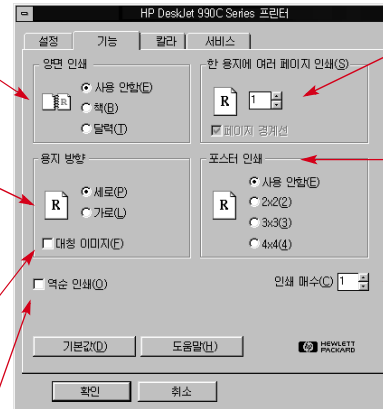 HP DeskJet 990C Series 프린터
설정 기능 칼라 서비스
양면 인쇄
사용 안함(E)
책(B)
달력(T)
한 용지에 여러 페이지 인쇄(S)
R 1
페이지 경계선
용지 방향
R
세로(P)
가로(L)
대칭 이미지(F)
포스터 인쇄
R
사용 안함(E)
2x2(2)
3x3(3)
4x4(4)
역순 인쇄(O)
인쇄 매수(C) 1
기본값(D) 도움말(H)
hp HEWLETT
PACKARD
확인 취소